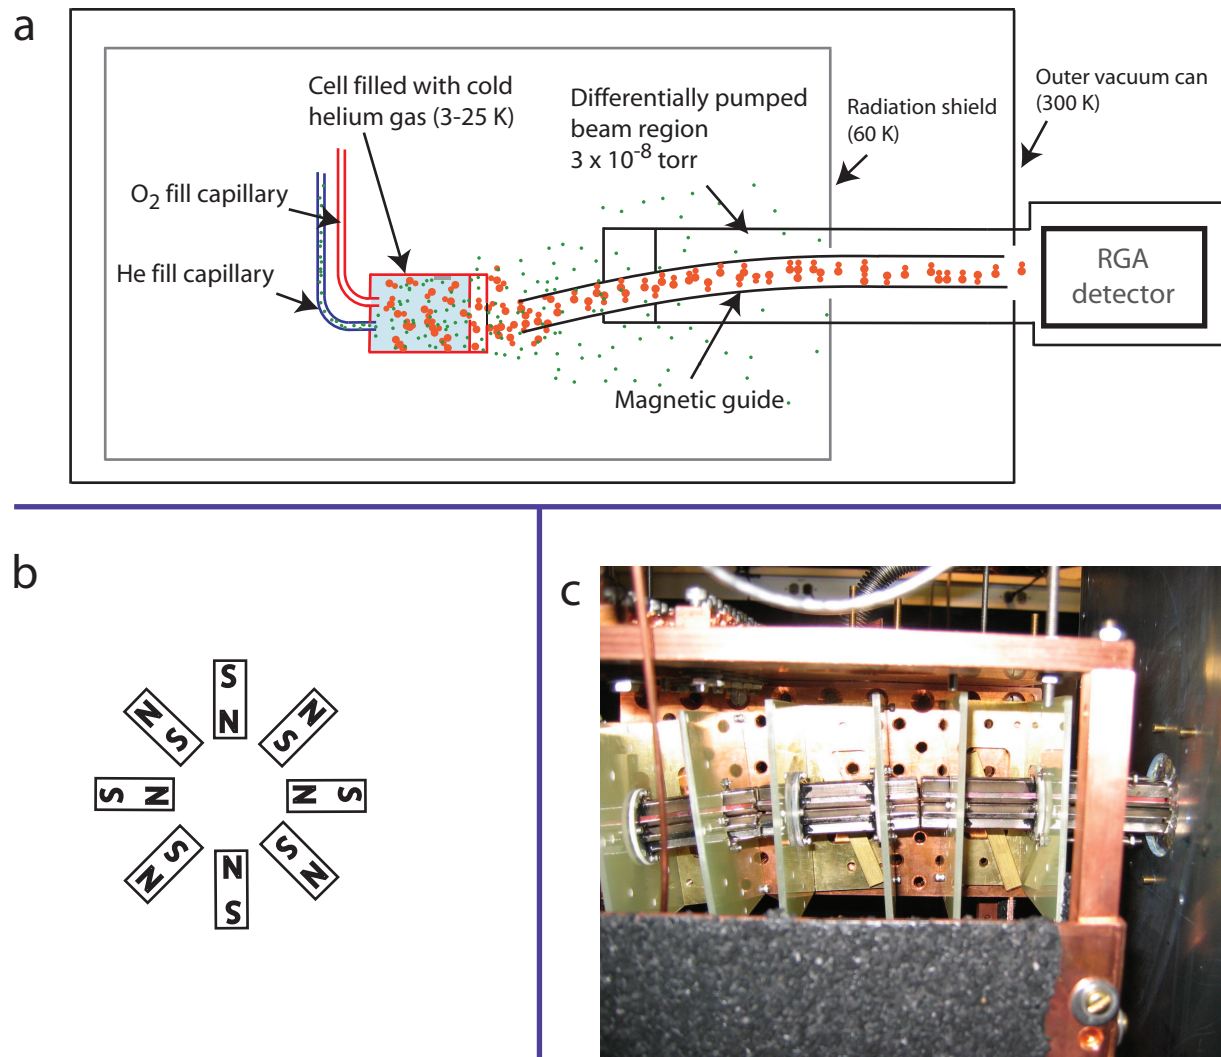 a
Cell filled with cold
helium gas (3-25 K)
Differentially pumped
beam region
3 x 10⁻⁸ torr
Radiation shield
(60 K)
Outer vacuum can
(300 K)
O₂ fill capillary
He fill capillary
RGA
detector
Magnetic guide
b
S
N
N
S
N
S
S
N
N
S
S
N
S
N
N
S
c